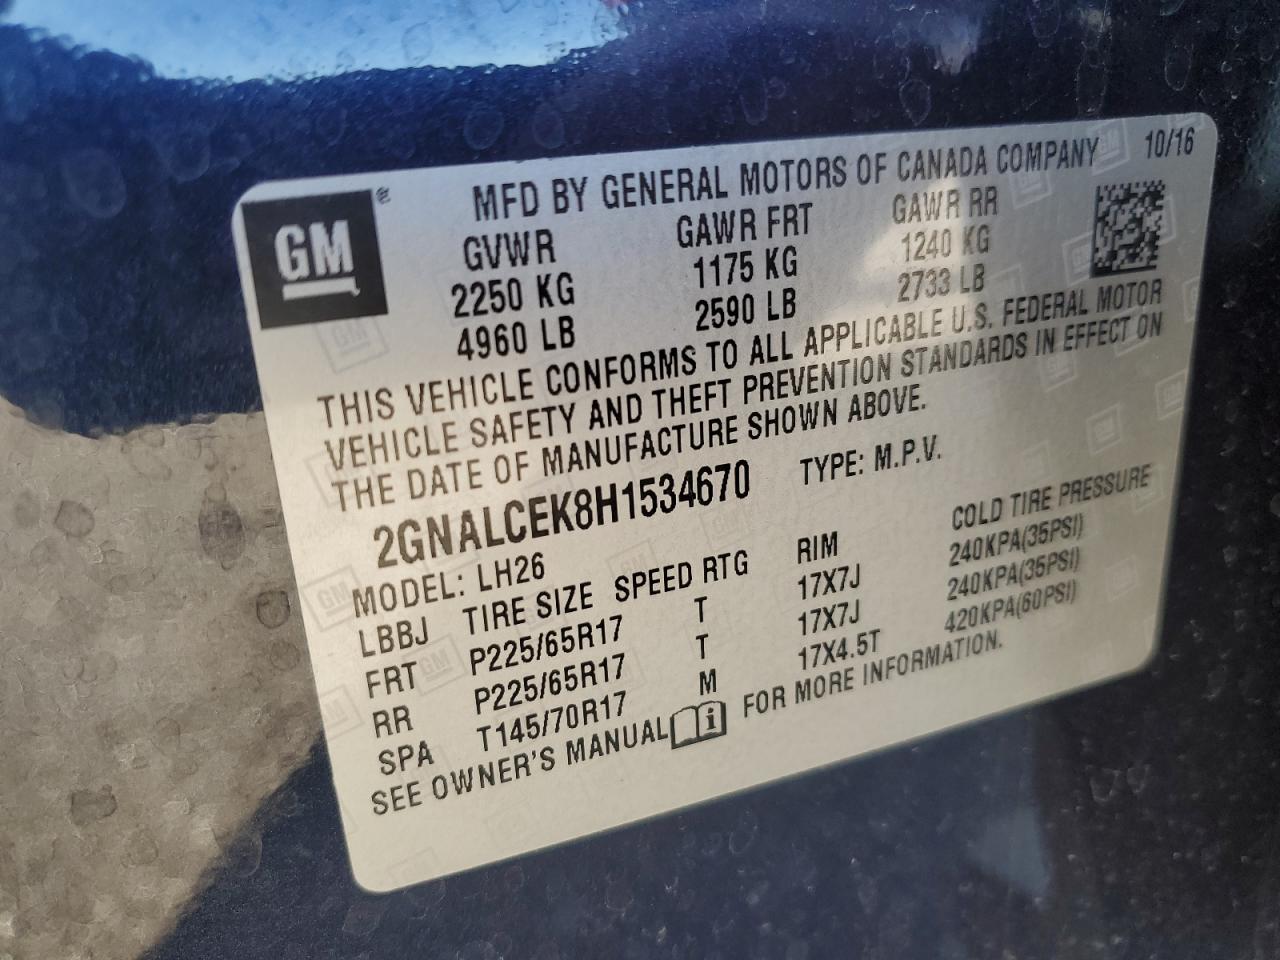 GM
MFD BY GENERAL MOTORS OF CANADA COMPANY 10/16
GVWR GAWR FRT GAWR RR
2250 KG 1175 KG 1240 KG
4960 LB 2590 LB 2733 LB
THIS VEHICLE CONFORMS TO ALL APPLICABLE U.S. FEDERAL MOTOR
VEHICLE SAFETY AND THEFT PREVENTION STANDARDS IN EFFECT ON
THE DATE OF MANUFACTURE SHOWN ABOVE.
2GNALCEK8H1534670 TYPE: M.P.V.
MODEL: LH26
LBBJ TIRE SIZE SPEED RTG RIM COLD TIRE PRESSURE
FRT P225/65R17 T 17X7J 240KPA(35PSI)
RR P225/65R17 T 17X7J 240KPA(35PSI)
SPA T145/70R17 M 17X4.5T 420KPA(60PSI)
SEE OWNER'S MANUAL FOR MORE INFORMATION.